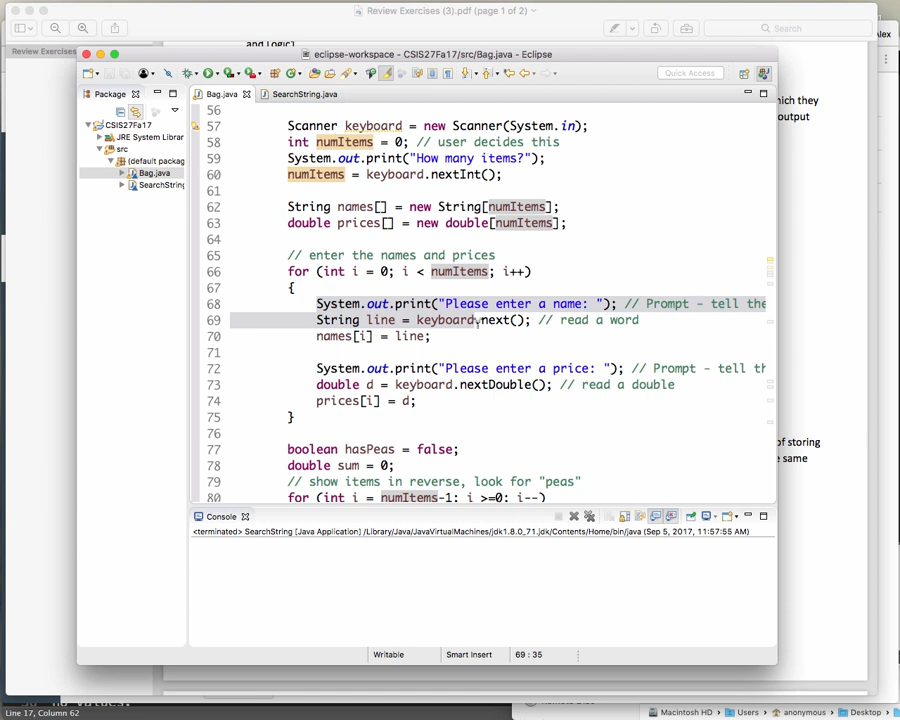 Review Exercises (3).pdf (page 1 of 2)
Search
Review Exercises
and Logic]
Alex
eclipse-workspace - CSIS27Fa17/src/Bag.java - Eclipse
Quick Access
Package
Bag.java
SearchString.java
hich they
output
CSIS27Fa17
JRE System Librar
src
(default packag
Bag.java
SearchString
56
57 Scanner keyboard = new Scanner(System.in);
58 int numItems = 0; // user decides this
59 System.out.print("How many items?");
60 numItems = keyboard.nextInt();
61
62 String names[] = new String[numItems];
63 double prices[] = new double[numItems];
64
65 // enter the names and prices
66 for (int i = 0; i < numItems; i++)
67 {
68 System.out.print("Please enter a name: "); // Prompt - tell the
69 String line = keyboard.next(); // read a word
70 names[i] = line;
71
72 System.out.print("Please enter a price: "); // Prompt - tell th
73 double d = keyboard.nextDouble(); // read a double
74 prices[i] = d;
75 }
76
77 boolean hasPeas = false;
78 double sum = 0;
79 // show items in reverse, look for "peas"
80 for (int i = numItems-1; i >=0; i--)
of storing
e same
Console
<terminated> SearchString [Java Application] /Library/Java/JavaVirtualMachines/jdk1.8.0_71.jdk/Contents/Home/bin/java (Sep 5, 2017, 11:57:55 AM)
Writable
Smart Insert
69 : 35
Line 17, Column 62
Macintosh HD
Users
anonymous
Desktop